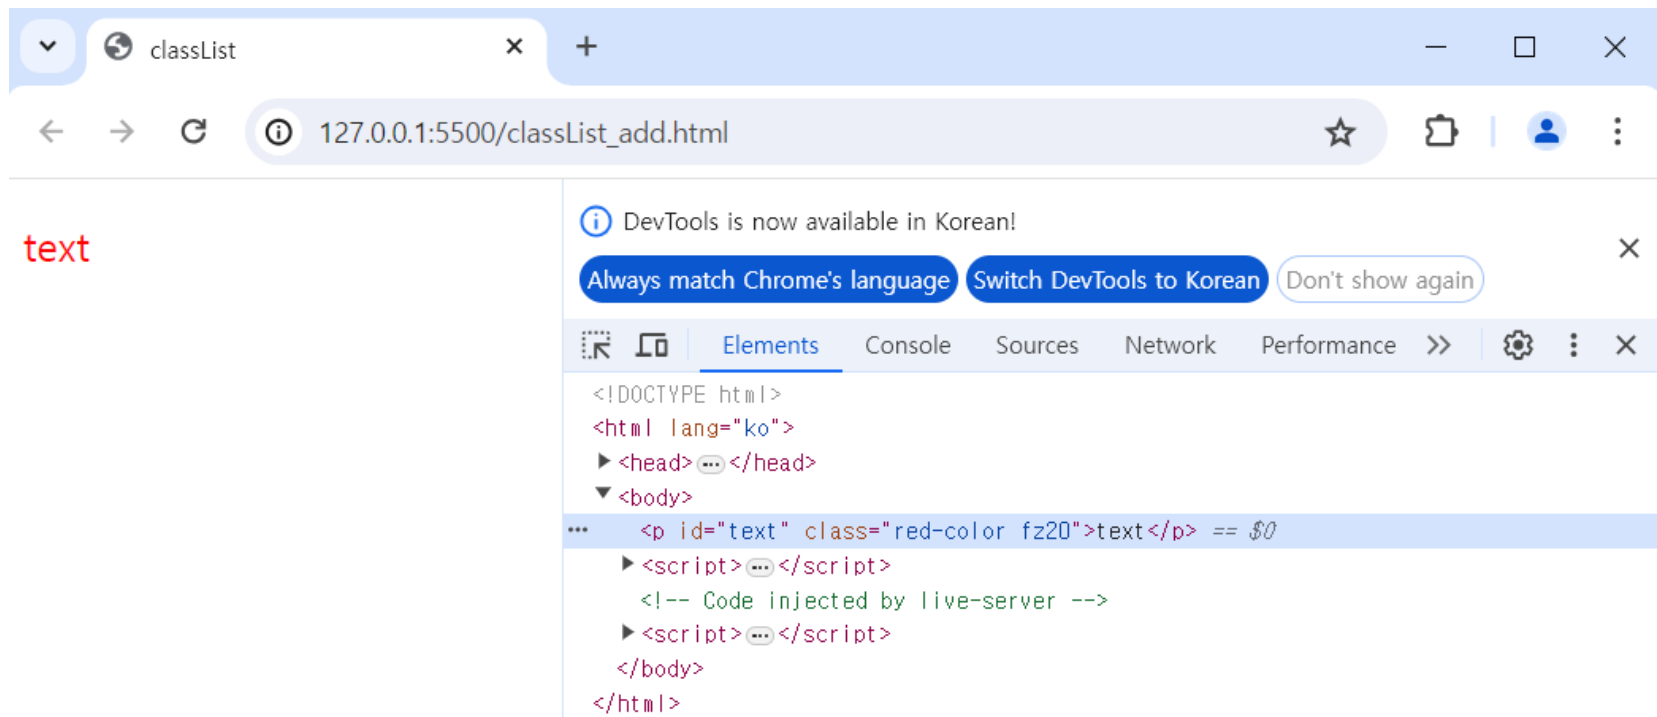 classList
127.0.0.1:5500/classList_add.html
text
DevTools is now available in Korean!
Always match Chrome's language Switch DevTools to Korean Don't show again
Elements Console Sources Network Performance
<!DOCTYPE html>
<html lang="ko">
<head>…</head>
<body>
<p id="text" class="red-color fz20">text</p> == $0
<script>…</script>
<!-- Code injected by live-server -->
<script>…</script>
</body>
</html>